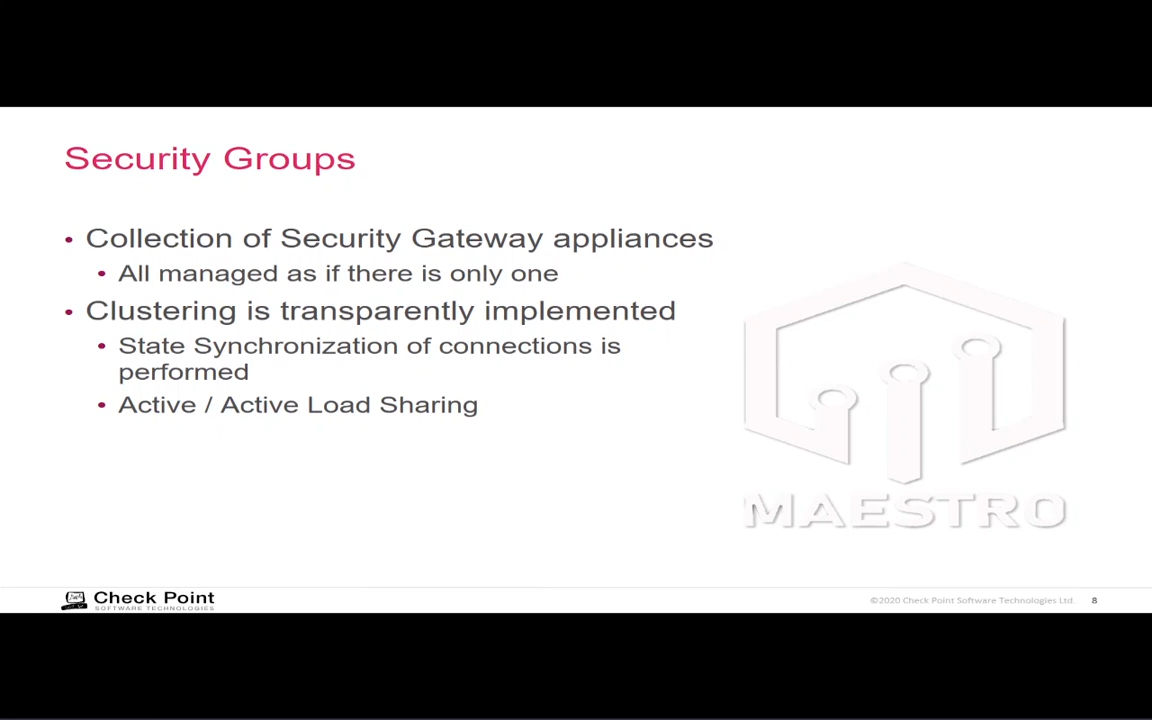 Security Groups
• Collection of Security Gateway appliances
• All managed as if there is only one
• Clustering is transparently implemented
• State Synchronization of connections is
performed
• Active / Active Load Sharing
MAESTRO
Check Point
SOFTWARE TECHNOLOGIES
©2020 Check Point Software Technologies Ltd.
8